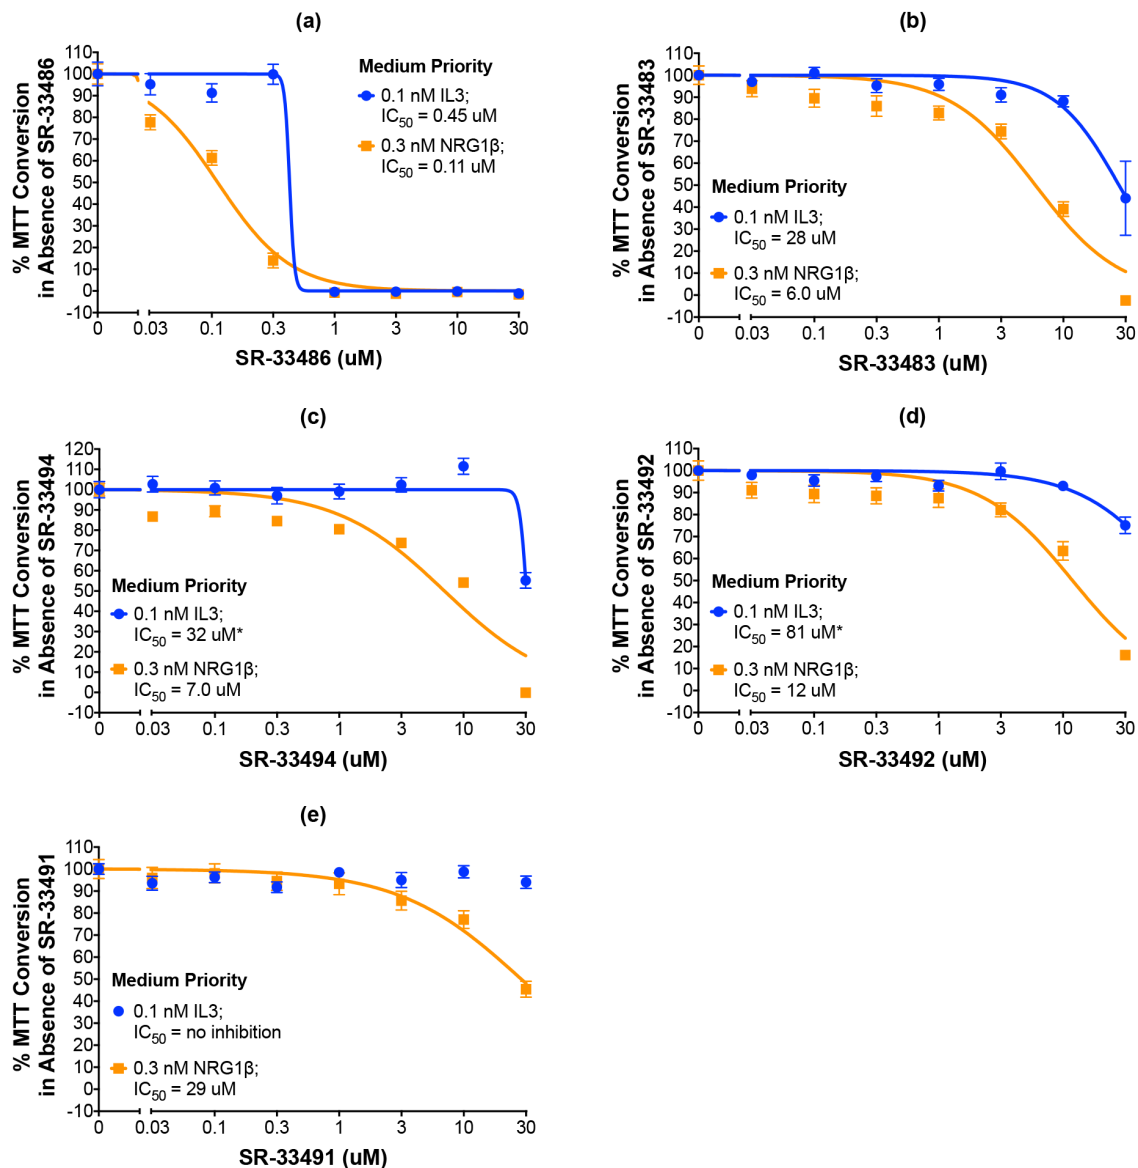 (a)
% MTT Conversion
in Absence of SR-33486
110
100
90
80
70
60
50
40
30
20
10
0
-10
Medium Priority
0.1 nM IL3;
IC50 = 0.45 uM
0.3 nM NRG1β;
IC50 = 0.11 uM
0 0.03 0.1 0.3 1 3 10 30
SR-33486 (uM)
(b)
% MTT Conversion
in Absence of SR-33483
110
100
90
80
70
60
50
40
30
20
10
0
-10
Medium Priority
0.1 nM IL3;
IC50 = 28 uM
0.3 nM NRG1β;
IC50 = 6.0 uM
0 0.03 0.1 0.3 1 3 10 30
SR-33483 (uM)
(c)
% MTT Conversion
in Absence of SR-33494
120
110
100
90
80
70
60
50
40
30
20
10
0
-10
Medium Priority
0.1 nM IL3;
IC50 = 32 uM*
0.3 nM NRG1β;
IC50 = 7.0 uM
0 0.03 0.1 0.3 1 3 10 30
SR-33494 (uM)
(d)
% MTT Conversion
in Absence of SR-33492
110
100
90
80
70
60
50
40
30
20
10
0
-10
Medium Priority
0.1 nM IL3;
IC50 = 81 uM*
0.3 nM NRG1β;
IC50 = 12 uM
0 0.03 0.1 0.3 1 3 10 30
SR-33492 (uM)
(e)
% MTT Conversion
in Absence of SR-33491
110
100
90
80
70
60
50
40
30
20
10
0
-10
Medium Priority
0.1 nM IL3;
IC50 = no inhibition
0.3 nM NRG1β;
IC50 = 29 uM
0 0.03 0.1 0.3 1 3 10 30
SR-33491 (uM)